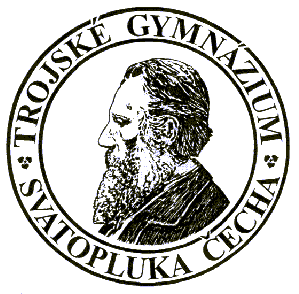 TROJSKÉ GYMNÁZIUM
SVATOPLUKA ČECHA